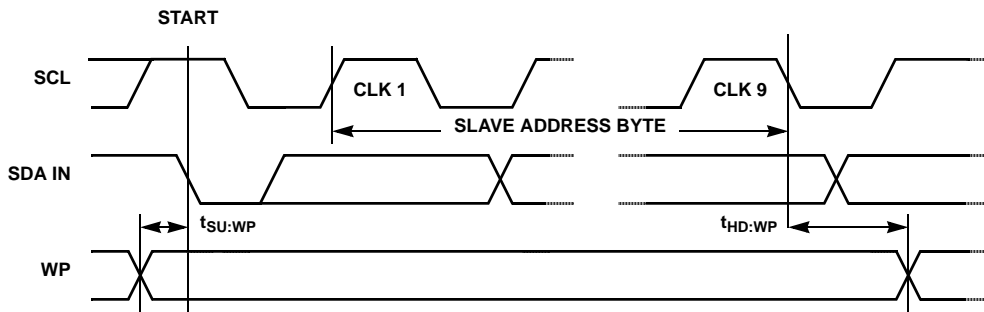 START
SCL
CLK 1
CLK 9
SLAVE ADDRESS BYTE
SDA IN
tSU:WP
tHD:WP
WP